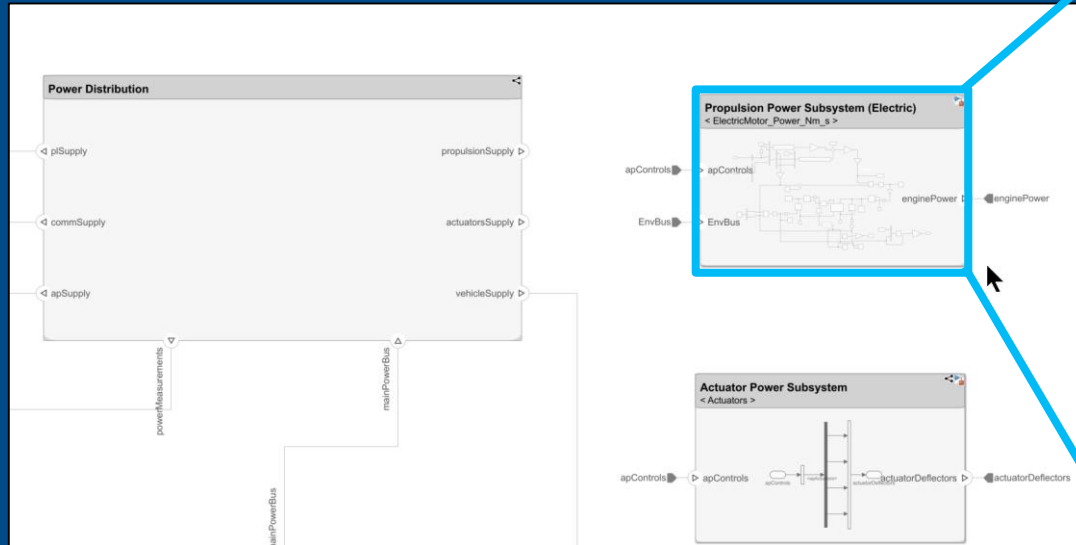 Power Distribution
plSupply
propulsionSupply
commSupply
actuatorsSupply
apSupply
vehicleSupply
powerMeasurements
mainPowerBus
Propulsion Power Subsystem (Electric)
< ElectricMotor_Power_Nm_s >
apControls
apControls
enginePower
enginePower
EnvBus
EnvBus
Actuator Power Subsystem
< Actuators >
apControls
apControls
apControls
actuatorDeflectors
actuatorDeflectors